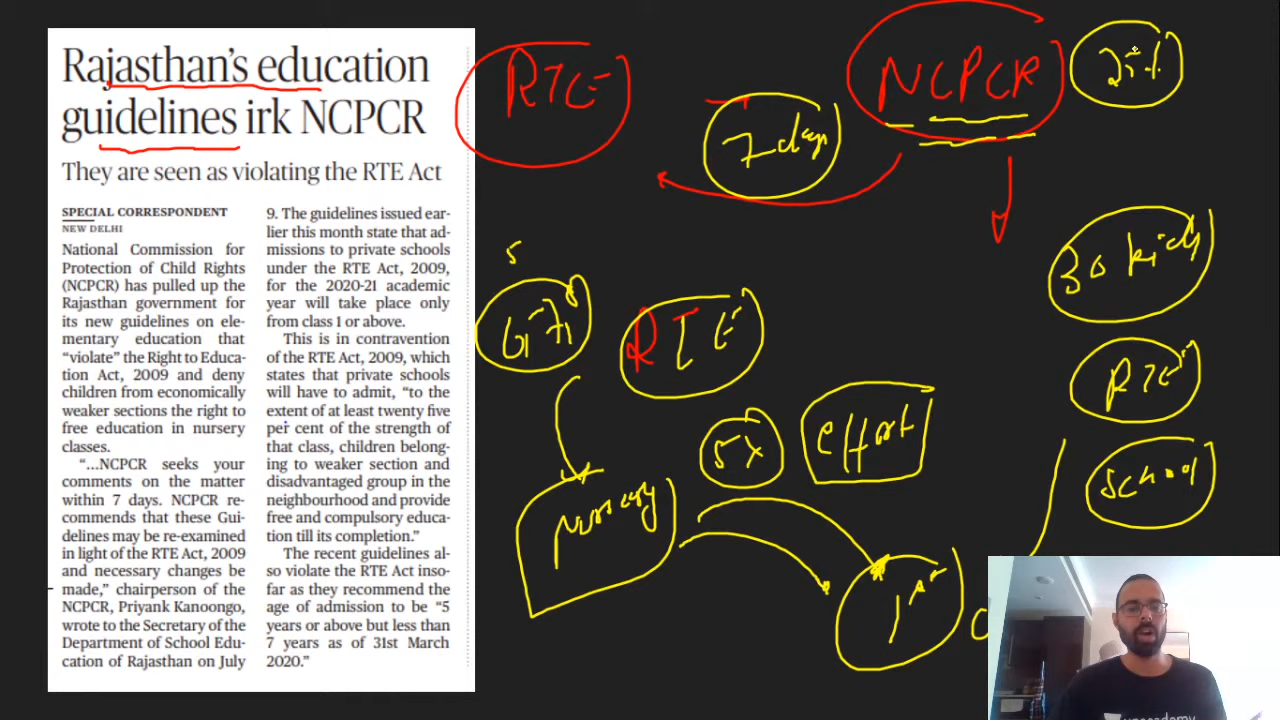 Rajasthan's education
guidelines irk NCPCR
They are seen as violating the RTE Act
SPECIAL CORRESPONDENT
NEW DELHI
National Commission for
Protection of Child Rights
(NCPCR) has pulled up the
Rajasthan government for
its new guidelines on ele-
mentary education that
“violate” the Right to Educa-
tion Act, 2009 and deny
children from economically
weaker sections the right to
free education in nursery
classes.
“...NCPCR seeks your
comments on the matter
within 7 days. NCPCR re-
commends that these Gui-
delines may be re-examined
in light of the RTE Act, 2009
and necessary changes be
made,” chairperson of the
NCPCR, Priyank Kanoongo,
wrote to the Secretary of the
Department of School Edu-
cation of Rajasthan on July
9. The guidelines issued ear-
lier this month state that ad-
missions to private schools
under the RTE Act, 2009,
for the 2020-21 academic
year will take place only
from class 1 or above.
This is in contravention
of the RTE Act, 2009, which
states that private schools
will have to admit, “to the
extent of at least twenty five
per cent of the strength of
that class, children belong-
ing to weaker section and
disadvantaged group in the
neighbourhood and provide
free and compulsory educa-
tion till its completion.”
The recent guidelines al-
so violate the RTE Act inso-
far as they recommend the
age of admission to be “5
years or above but less than
7 years as of 31st March
2020.”
RTE
NCPCR
7 days
30 kids
5
RTE
RTE
5x
effort
School
nursery
1st